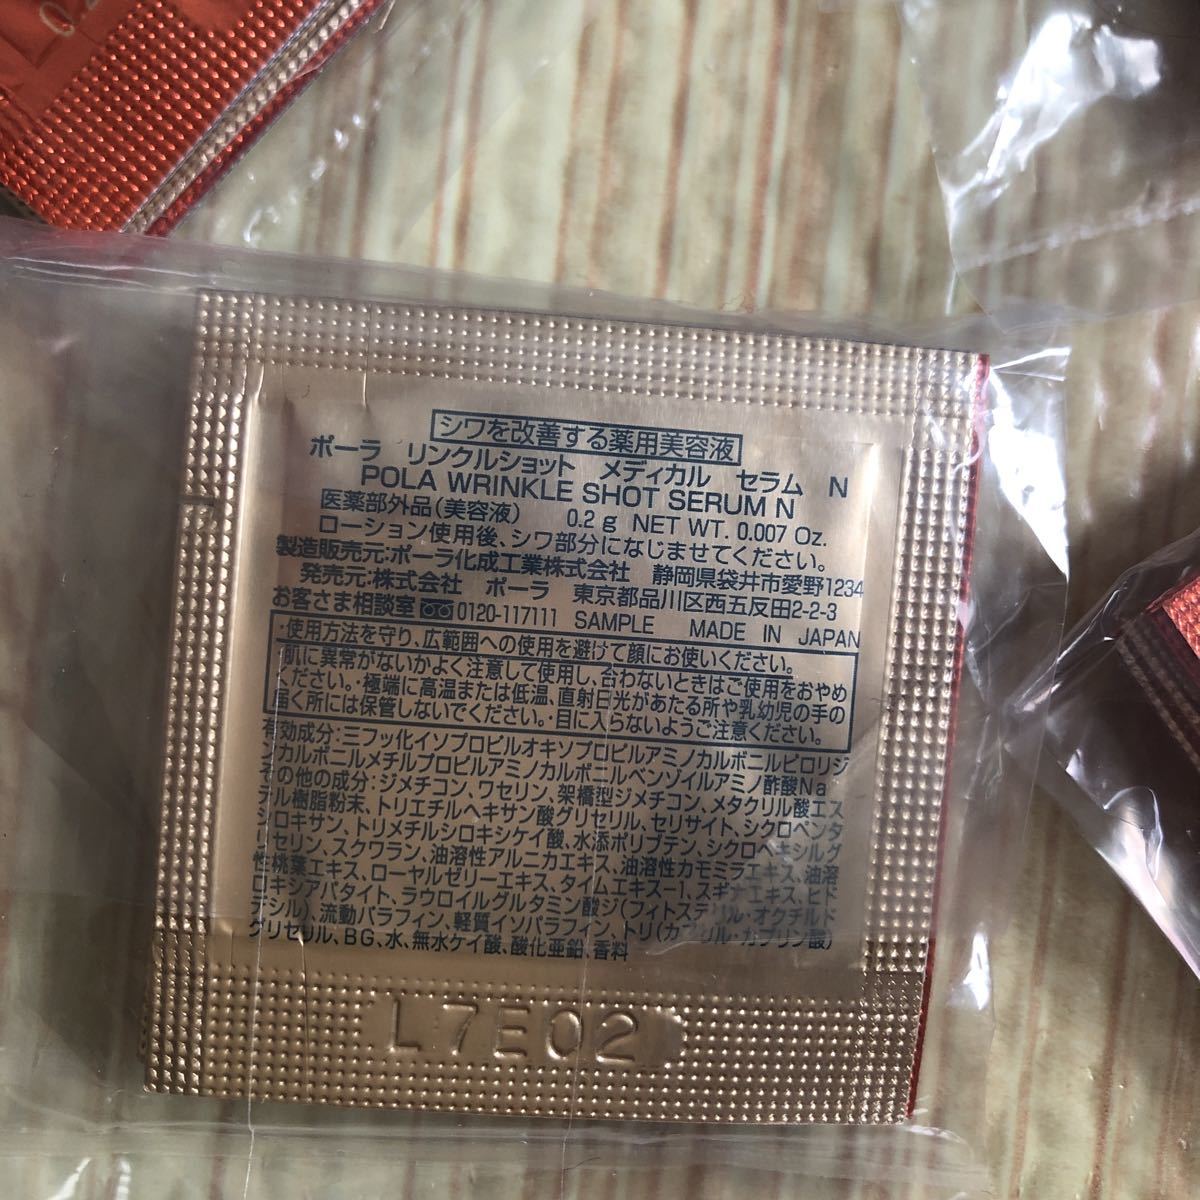 0.2
シワを改善する薬用美容液
ポーラ リンクルショット メディカル セラム N
POLA WRINKLE SHOT SERUM N
医薬部外品(美容液) 0.2g NET WT. 0.007 Oz.
ローション使用後、シワ部分になじませてください。
製造販売元:ポーラ化成工業株式会社 静岡県袋井市愛野1234
発売元:株式会社 ポーラ 東京都品川区西五反田2-2-3
お客さま相談室 0120-117111 SAMPLE MADE IN JAPAN
・使用方法を守り、広範囲への使用を避けて顔にお使いください。
・肌に異常がないかよく注意して使用し、合わないときはご使用をおやめ
ください。・極端に高温または低温、直射日光があたる所や乳幼児の手の
届く所には保管しないでください。・目に入らないようご注意ください。
有効成分:三フッ化イソプロピルオキソプロピルアミノカルボニルピロリジ
ンカルボニルメチルプロピルアミノカルボニルベンゾイルアミノ酢酸Na
その他の成分:ジメチコン、ワセリン、架橋型ジメチコン、メタクリル酸エス
テル樹脂粉末、トリエチルヘキサン酸グリセリル、セリサイト、シクロペンタ
シロキサン、トリメチルシロキシケイ酸、水添ポリブテン、シクロヘキシルグ
リセリン、スクワラン、油溶性アルニカエキス、油溶性カモミラエキス、油溶
性桃葉エキス、ローヤルゼリーエキス、タイムエキス-1、スギナエキス、ヒド
ロキシアパタイト、ラウロイルグルタミン酸ジ(フィトステリル・オクチルド
デシル)、流動パラフィン、軽質イソパラフィン、トリ(カプリル・カプリン酸)
グリセリル、BG、水、無水ケイ酸、酸化亜鉛、香料
L7E02